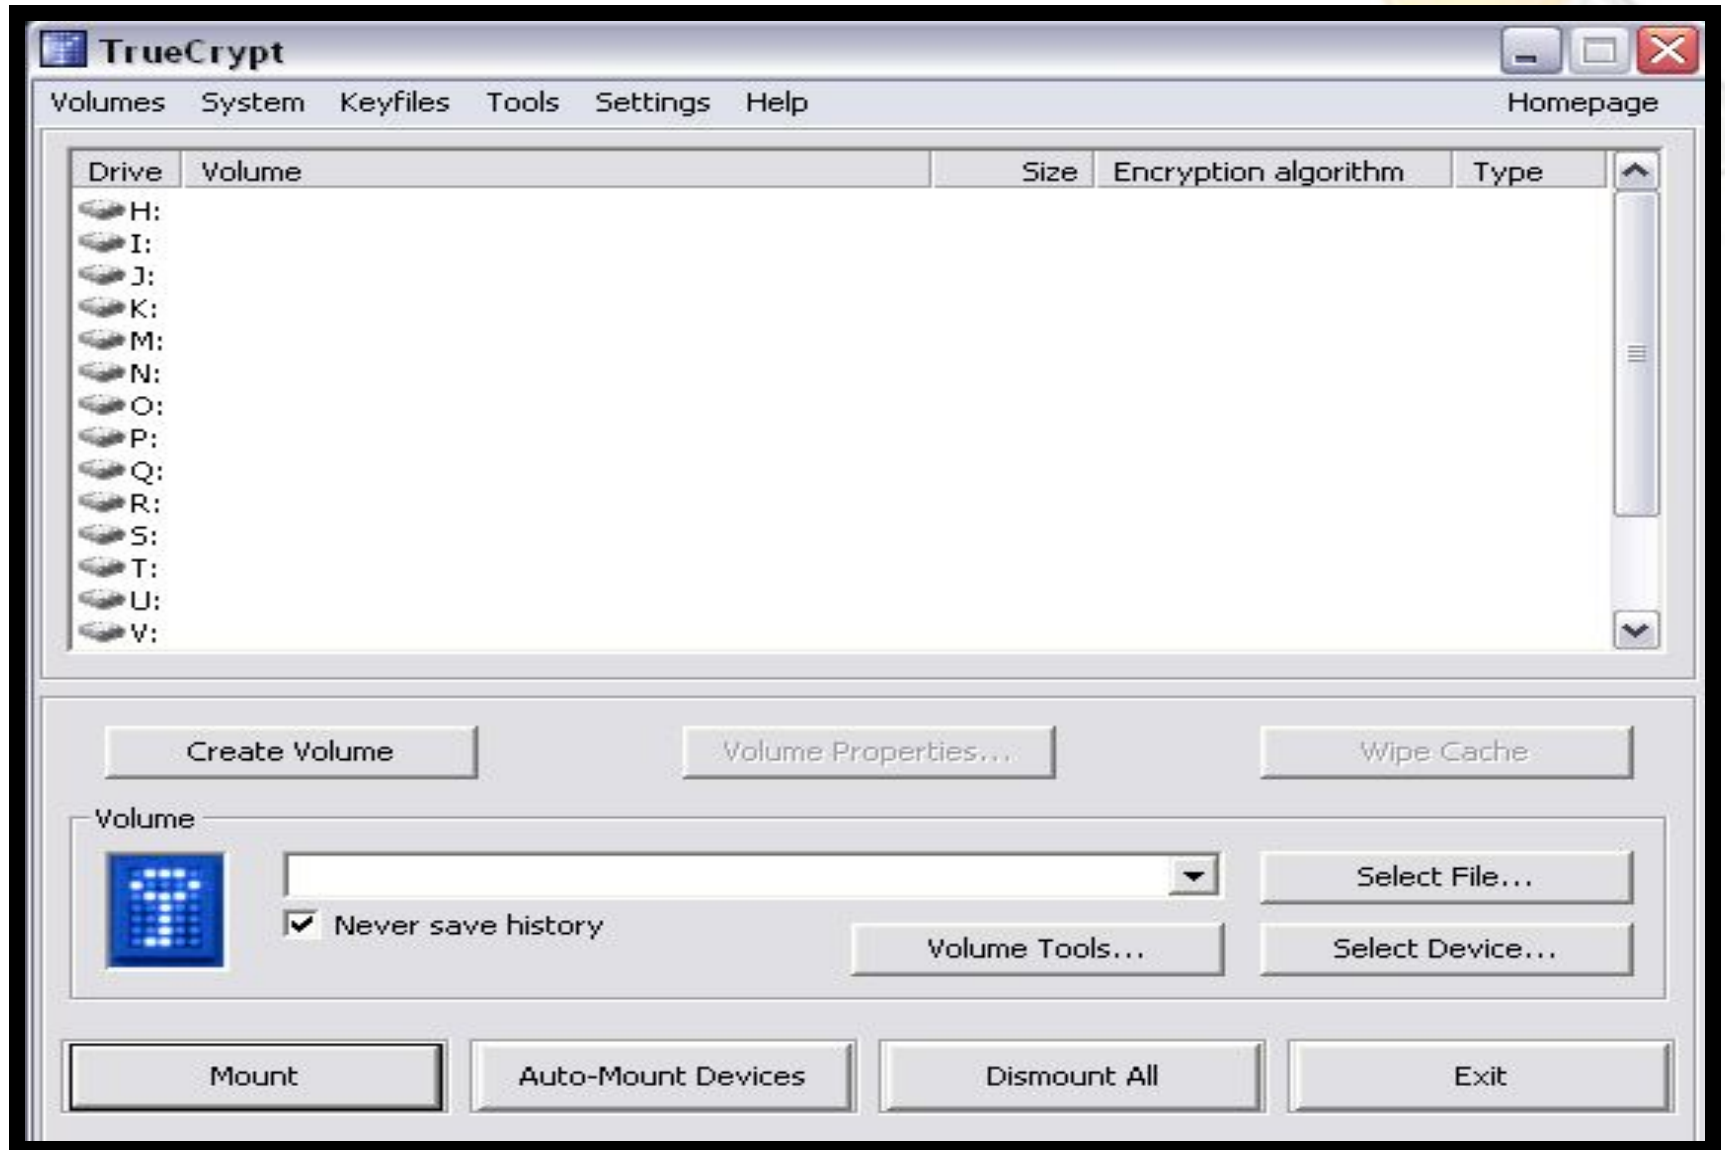 TrueCrypt
Volumes System Keyfiles Tools Settings Help Homepage
Drive Volume Size Encryption algorithm Type
H:
I:
J:
K:
M:
N:
O:
P:
Q:
R:
S:
T:
U:
V:
Create Volume Volume Properties... Wipe Cache
Volume
Select File...
Never save history
Volume Tools... Select Device...
Mount Auto-Mount Devices Dismount All Exit